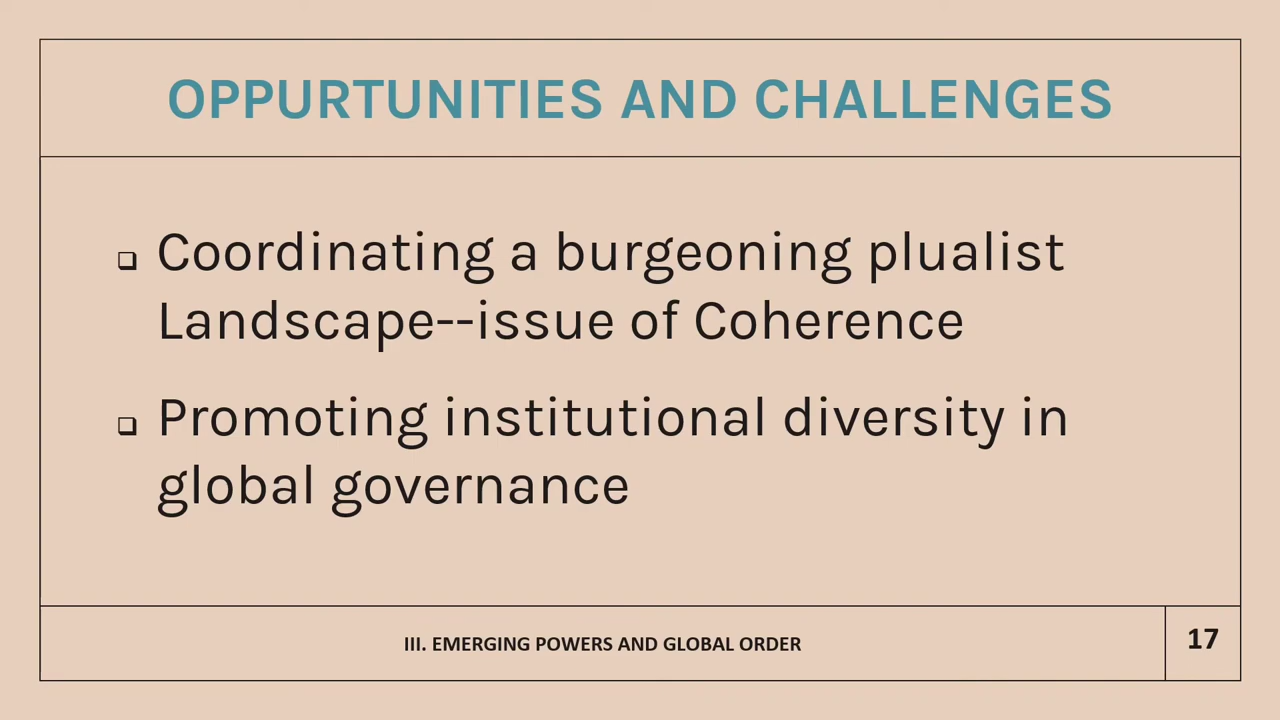 OPPURTUNITIES AND CHALLENGES
❑ Coordinating a burgeoning plualist
Landscape--issue of Coherence
❑ Promoting institutional diversity in
global governance
III. EMERGING POWERS AND GLOBAL ORDER
17